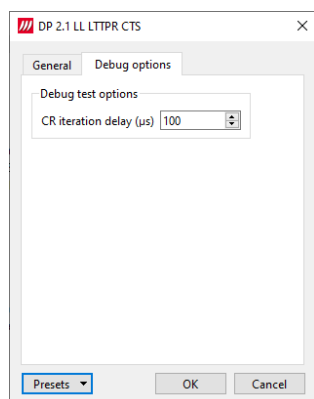 DP 2.1 LL LTTPR CTS
General Debug options
Debug test options
CR iteration delay (µs) 100
Presets OK Cancel